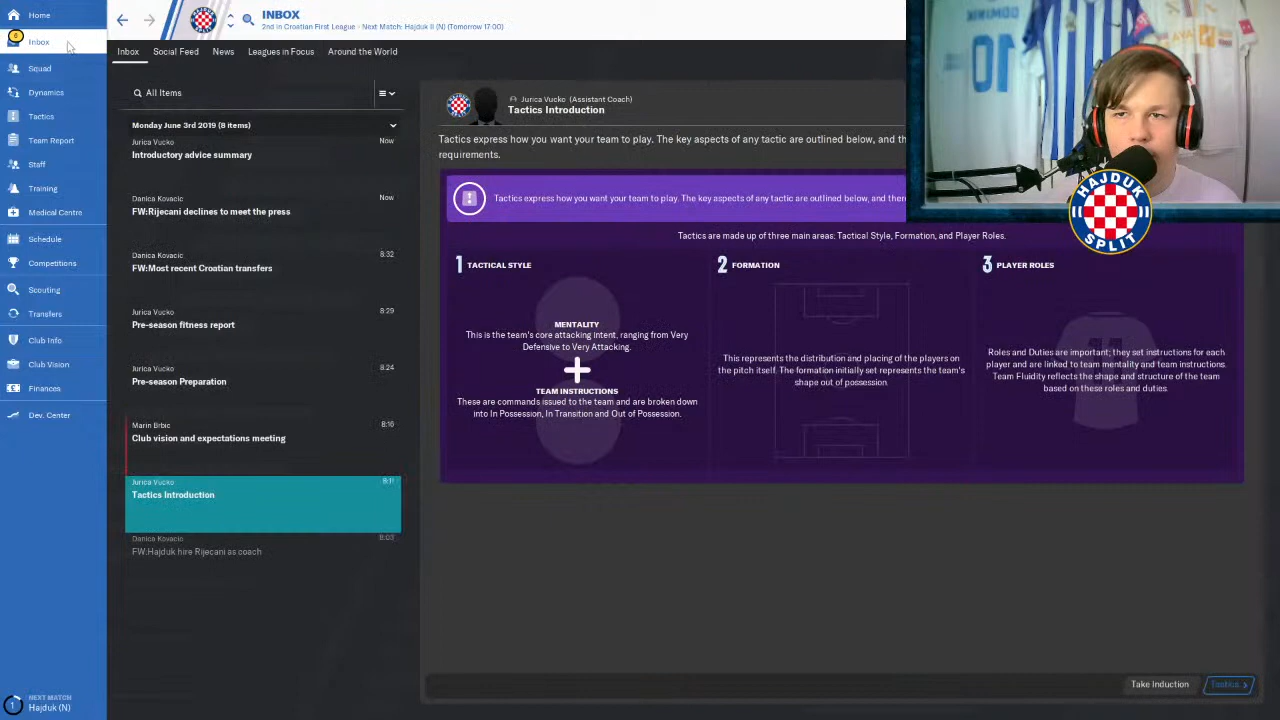 Home
6
Inbox
Squad
Dynamics
Tactics
Team Report
Staff
Training
Medical Centre
Schedule
Competitions
Scouting
Transfers
Club Info
Club Vision
Finances
Dev. Center
1
NEXT MATCH
Hajduk (N)
INBOX
2nd in Croatian First League - Next Match: Hajduk II (N) (Tomorrow 17:00)
Inbox
Social Feed
News
Leagues in Focus
Around the World
All Items
Monday June 3rd 2019 (8 items)
Jurica Vucko
Now
Introductory advice summary
Danica Kovacic
Now
FW:Rijecani declines to meet the press
Danica Kovacic
8:32
FW:Most recent Croatian transfers
Jurica Vucko
8:29
Pre-season fitness report
Jurica Vucko
8:24
Pre-season Preparation
Marin Brbic
8:16
Club vision and expectations meeting
Jurica Vucko
8:11
Tactics Introduction
Danica Kovacic
8:03
FW:Hajduk hire Rijecani as coach
Jurica Vucko (Assistant Coach)
Tactics Introduction
Tactics express how you want your team to play. The key aspects of any tactic are outlined below, and th
requirements.
Tactics express how you want your team to play. The key aspects of any tactic are outlined below, and there
Tactics are made up of three main areas; Tactical Style, Formation, and Player Roles.
1 TACTICAL STYLE
MENTALITY
This is the team's core attacking intent, ranging from Very
Defensive to Very Attacking.
TEAM INSTRUCTIONS
These are commands issued to the team and are broken down
into In Possession, In Transition and Out of Possession.
2 FORMATION
This represents the distribution and placing of the players on
the pitch itself. The formation initially set represents the team's
shape out of possession.
3 PLAYER ROLES
Roles and Duties are important; they set instructions for each
player and are linked to team mentality and team instructions.
Team Fluidity reflects the shape and structure of the team
based on these roles and duties.
Take Induction
Tactics
10
HAJDUK
SPLIT